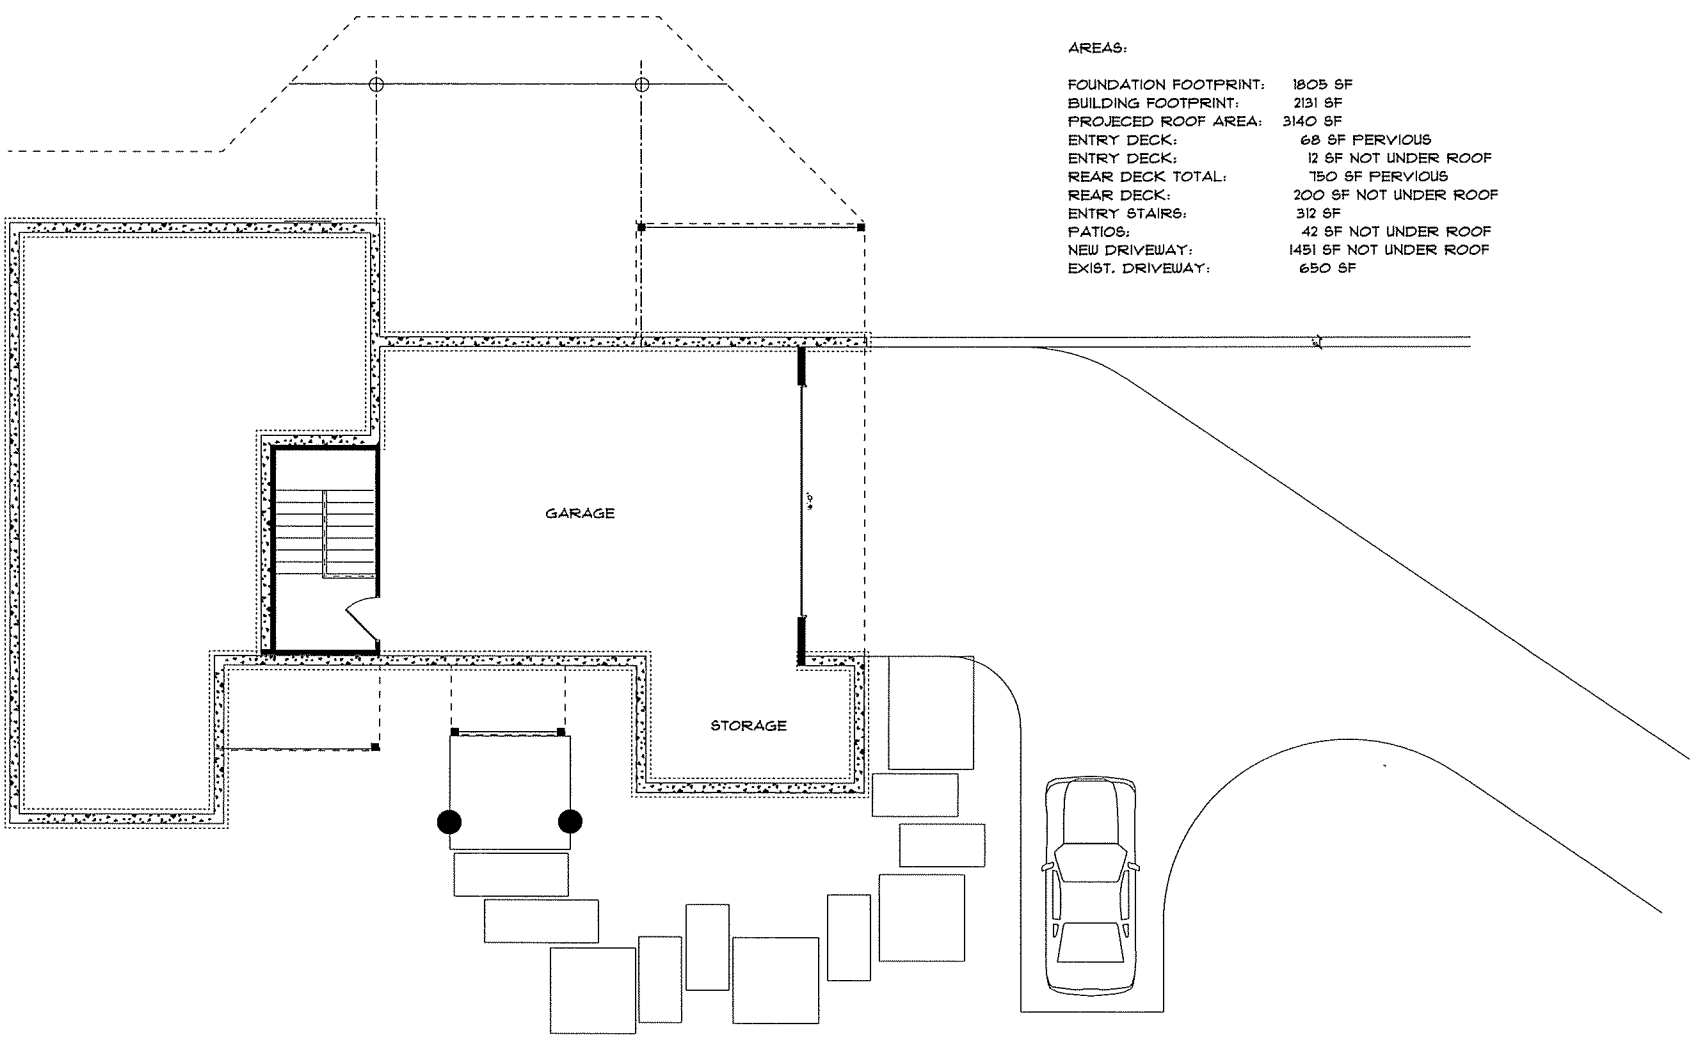 AREAS:
FOUNDATION FOOTPRINT: 1805 SF
BUILDING FOOTPRINT: 2131 SF
PROJECED ROOF AREA: 3140 SF
ENTRY DECK: 68 SF PERVIOUS
ENTRY DECK: 12 SF NOT UNDER ROOF
REAR DECK TOTAL: 750 SF PERVIOUS
REAR DECK: 200 SF NOT UNDER ROOF
ENTRY STAIRS: 312 SF
PATIOS: 42 SF NOT UNDER ROOF
NEW DRIVEWAY: 1451 SF NOT UNDER ROOF
EXIST. DRIVEWAY: 650 SF
GARAGE
STORAGE